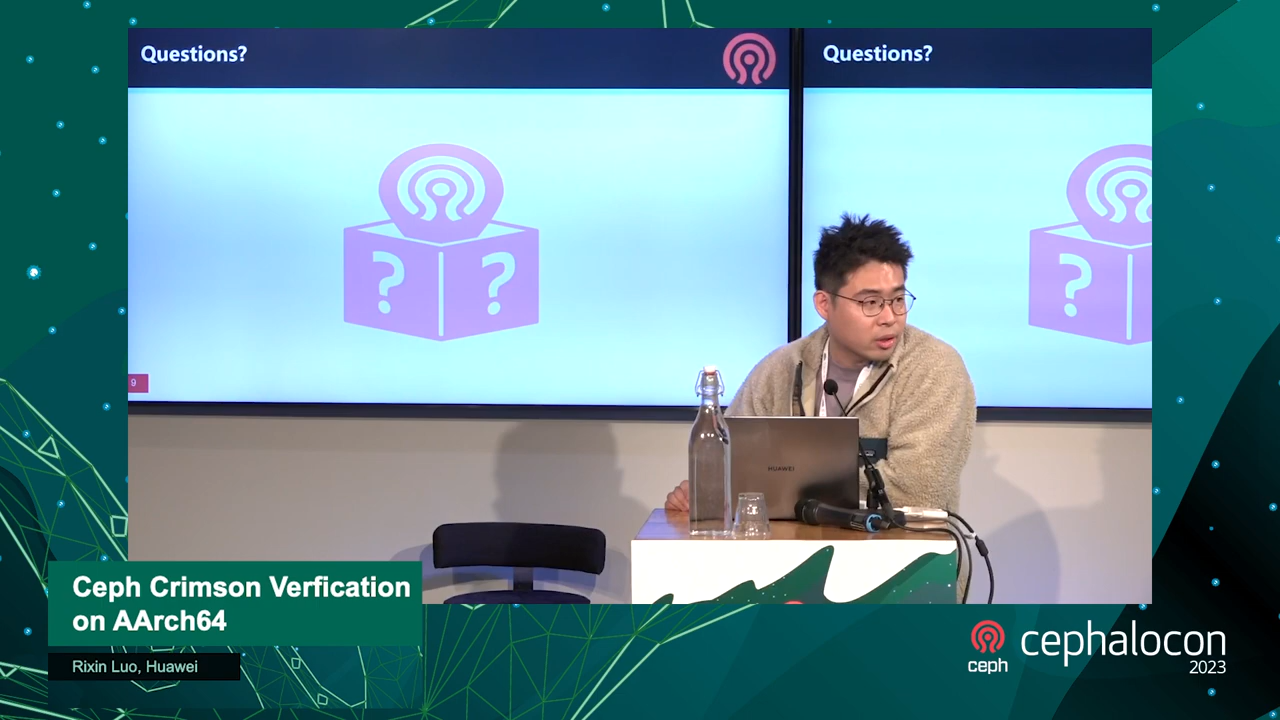 Questions?
Questions?
? ?
?
9
HUAWEI
Ceph Crimson Verfication
on AArch64
Rixin Luo, Huawei
ceph
cephalocon
2023